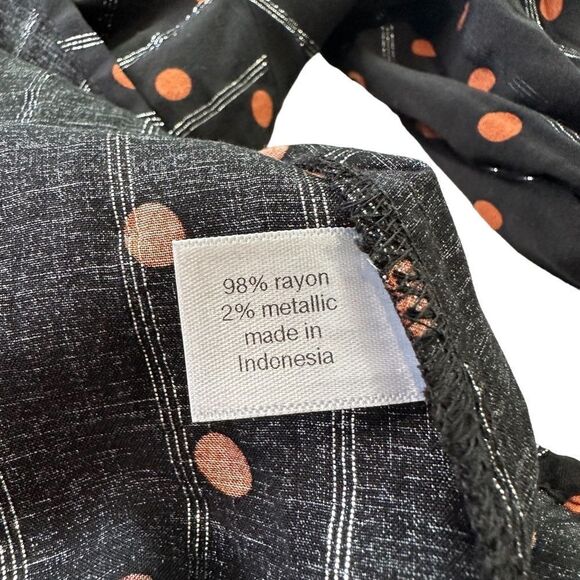 98% rayon
2% metallic
made in
Indonesia